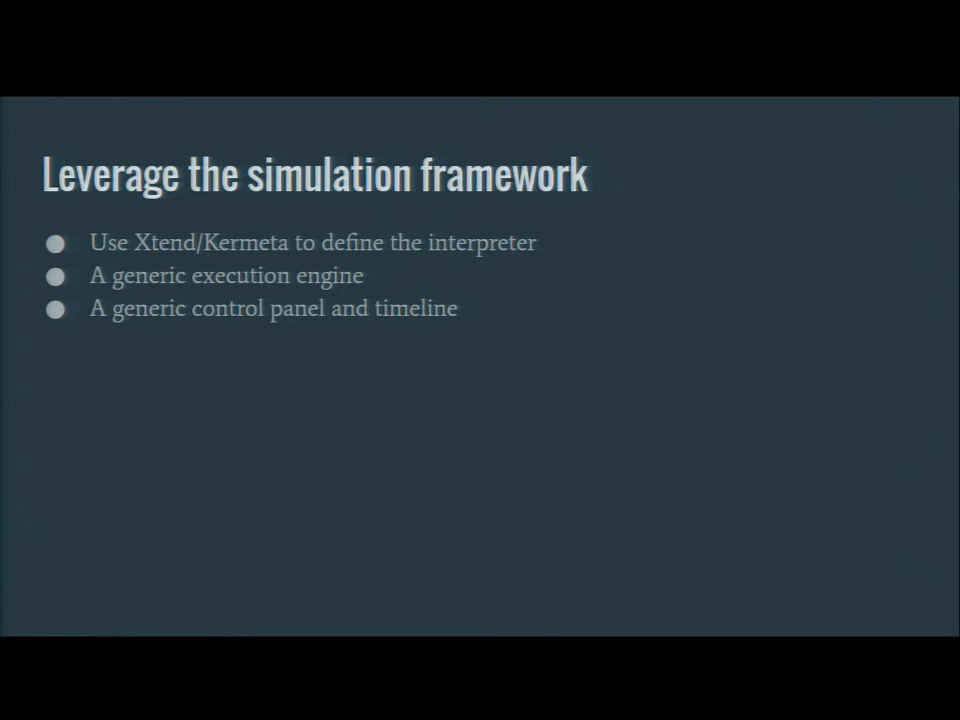 Leverage the simulation framework
● Use Xtend/Kermeta to define the interpreter
● A generic execution engine
● A generic control panel and timeline